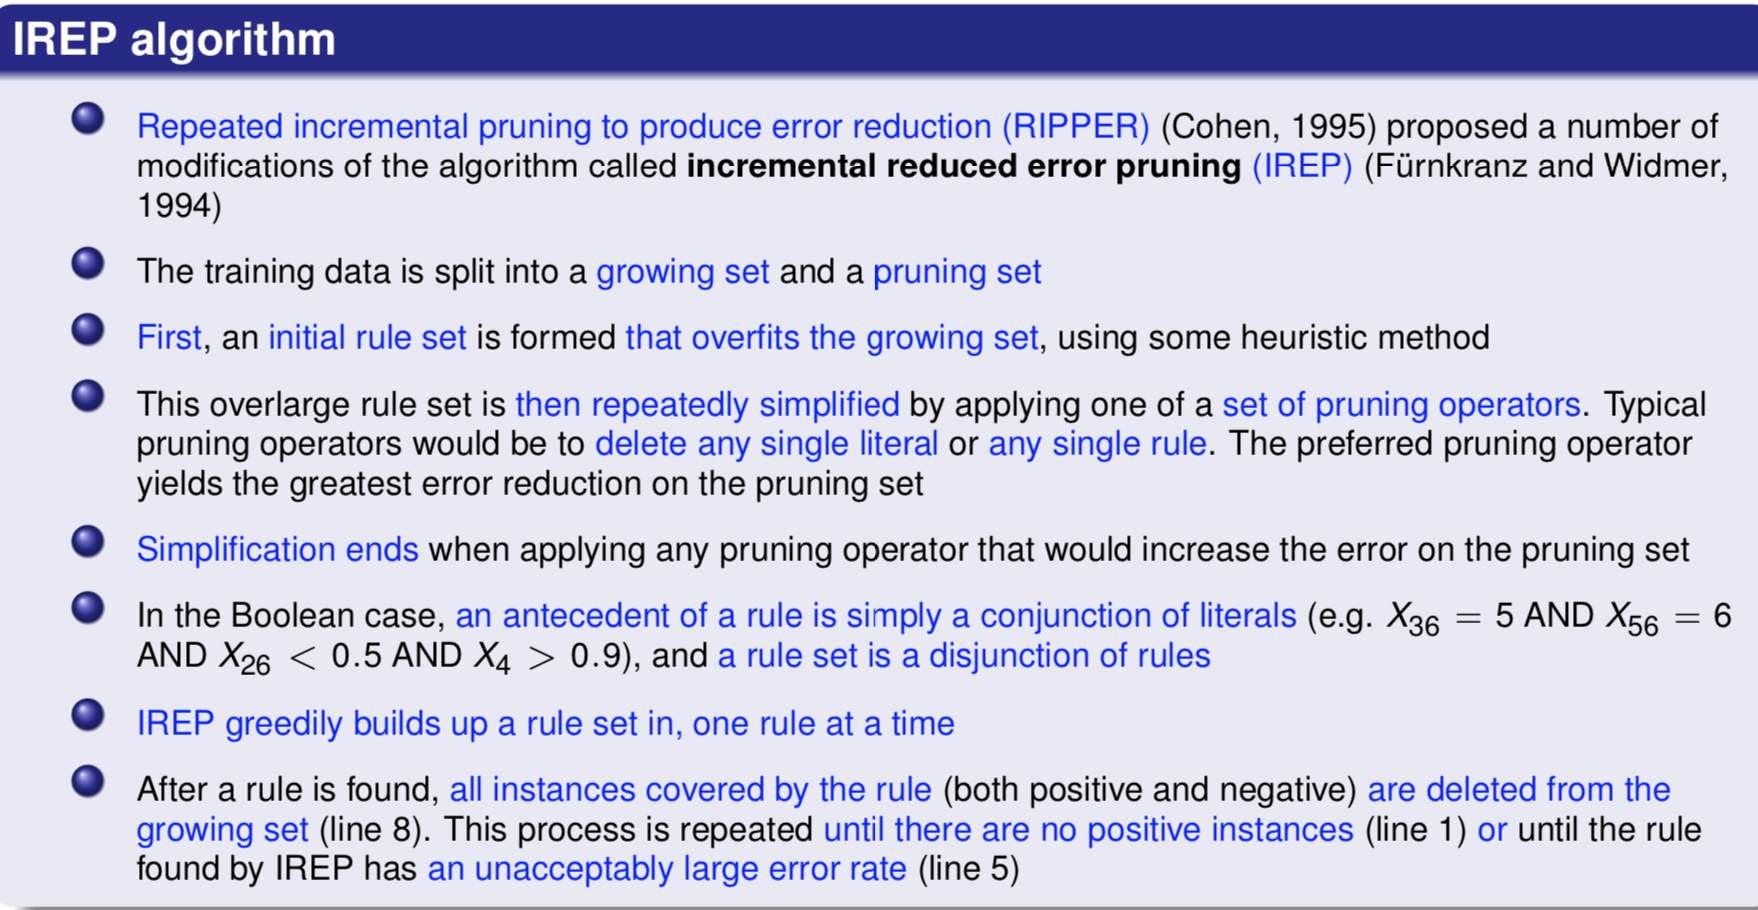 IREP algorithm
Repeated incremental pruning to produce error reduction (RIPPER) (Cohen, 1995) proposed a number of
modifications of the algorithm called incremental reduced error pruning (IREP) (Fürnkranz and Widmer,
1994)
The training data is split into a growing set and a pruning set
First, an initial rule set is formed that overfits the growing set, using some heuristic method
This overlarge rule set is then repeatedly simplified by applying one of a set of pruning operators. Typical
pruning operators would be to delete any single literal or any single rule. The preferred pruning operator
yields the greatest error reduction on the pruning set
Simplification ends when applying any pruning operator that would increase the error on the pruning set
In the Boolean case, an antecedent of a rule is simply a conjunction of literals (e.g. X₃₆ = 5 AND X₅₆ = 6
AND X₂₆ < 0.5 AND X₄ > 0.9), and a rule set is a disjunction of rules
IREP greedily builds up a rule set in, one rule at a time
After a rule is found, all instances covered by the rule (both positive and negative) are deleted from the
growing set (line 8). This process is repeated until there are no positive instances (line 1) or until the rule
found by IREP has an unacceptably large error rate (line 5)